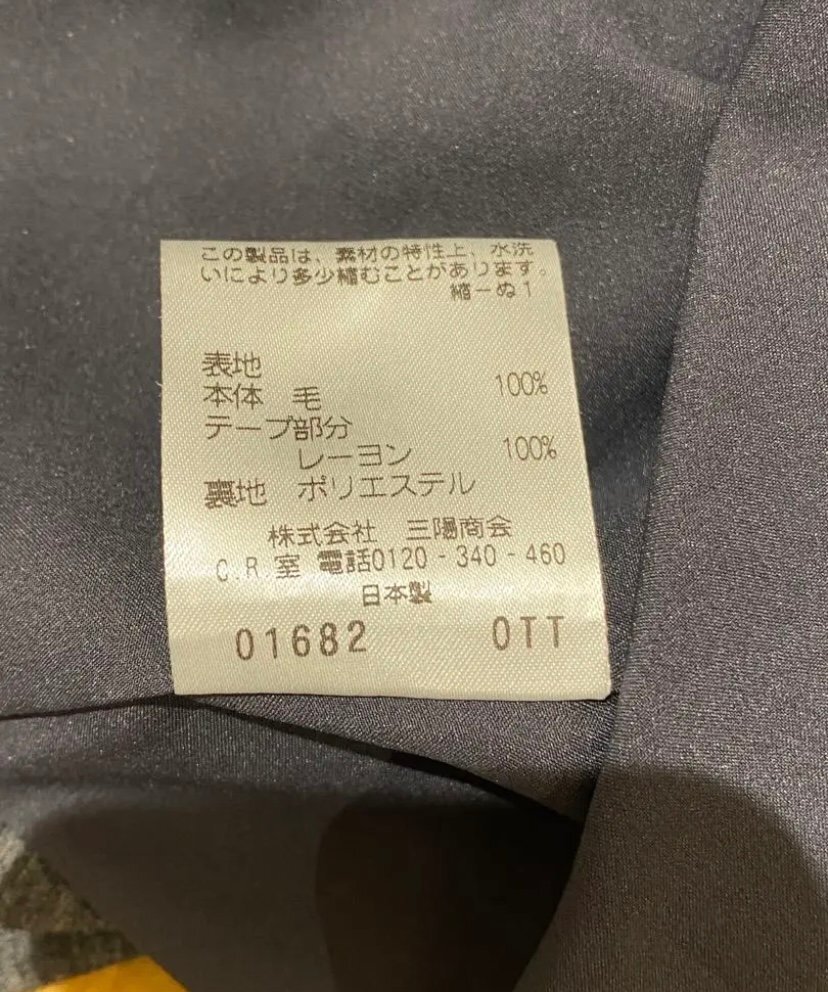 この製品は、素材の特性上、水洗
いにより多少縮むことがあります。
縮ーぬ1
表地
本体 毛 100%
テープ部分
レーヨン 100%
裏地 ポリエステル
株式会社 三陽商会
C.R.室 電話0120-340-460
日本製
01682 OTT